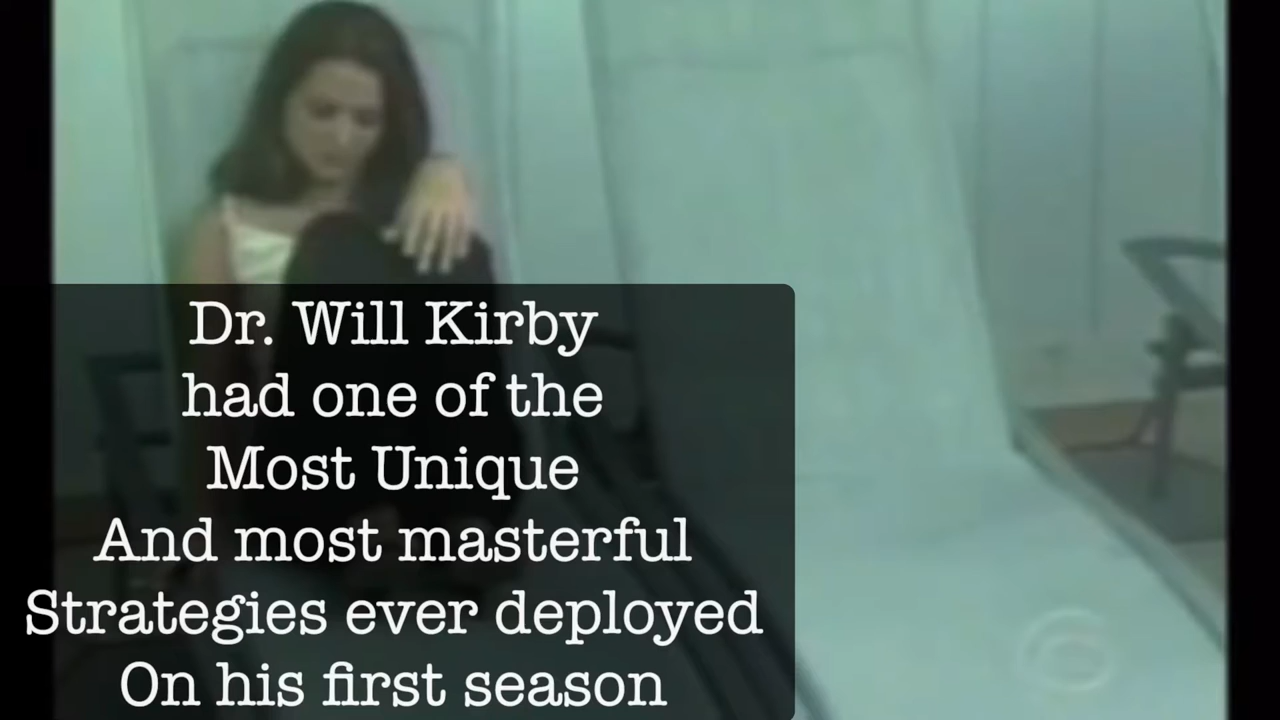 Dr. Will Kirby
had one of the
Most Unique
And most masterful
Strategies ever deployed
On his first season